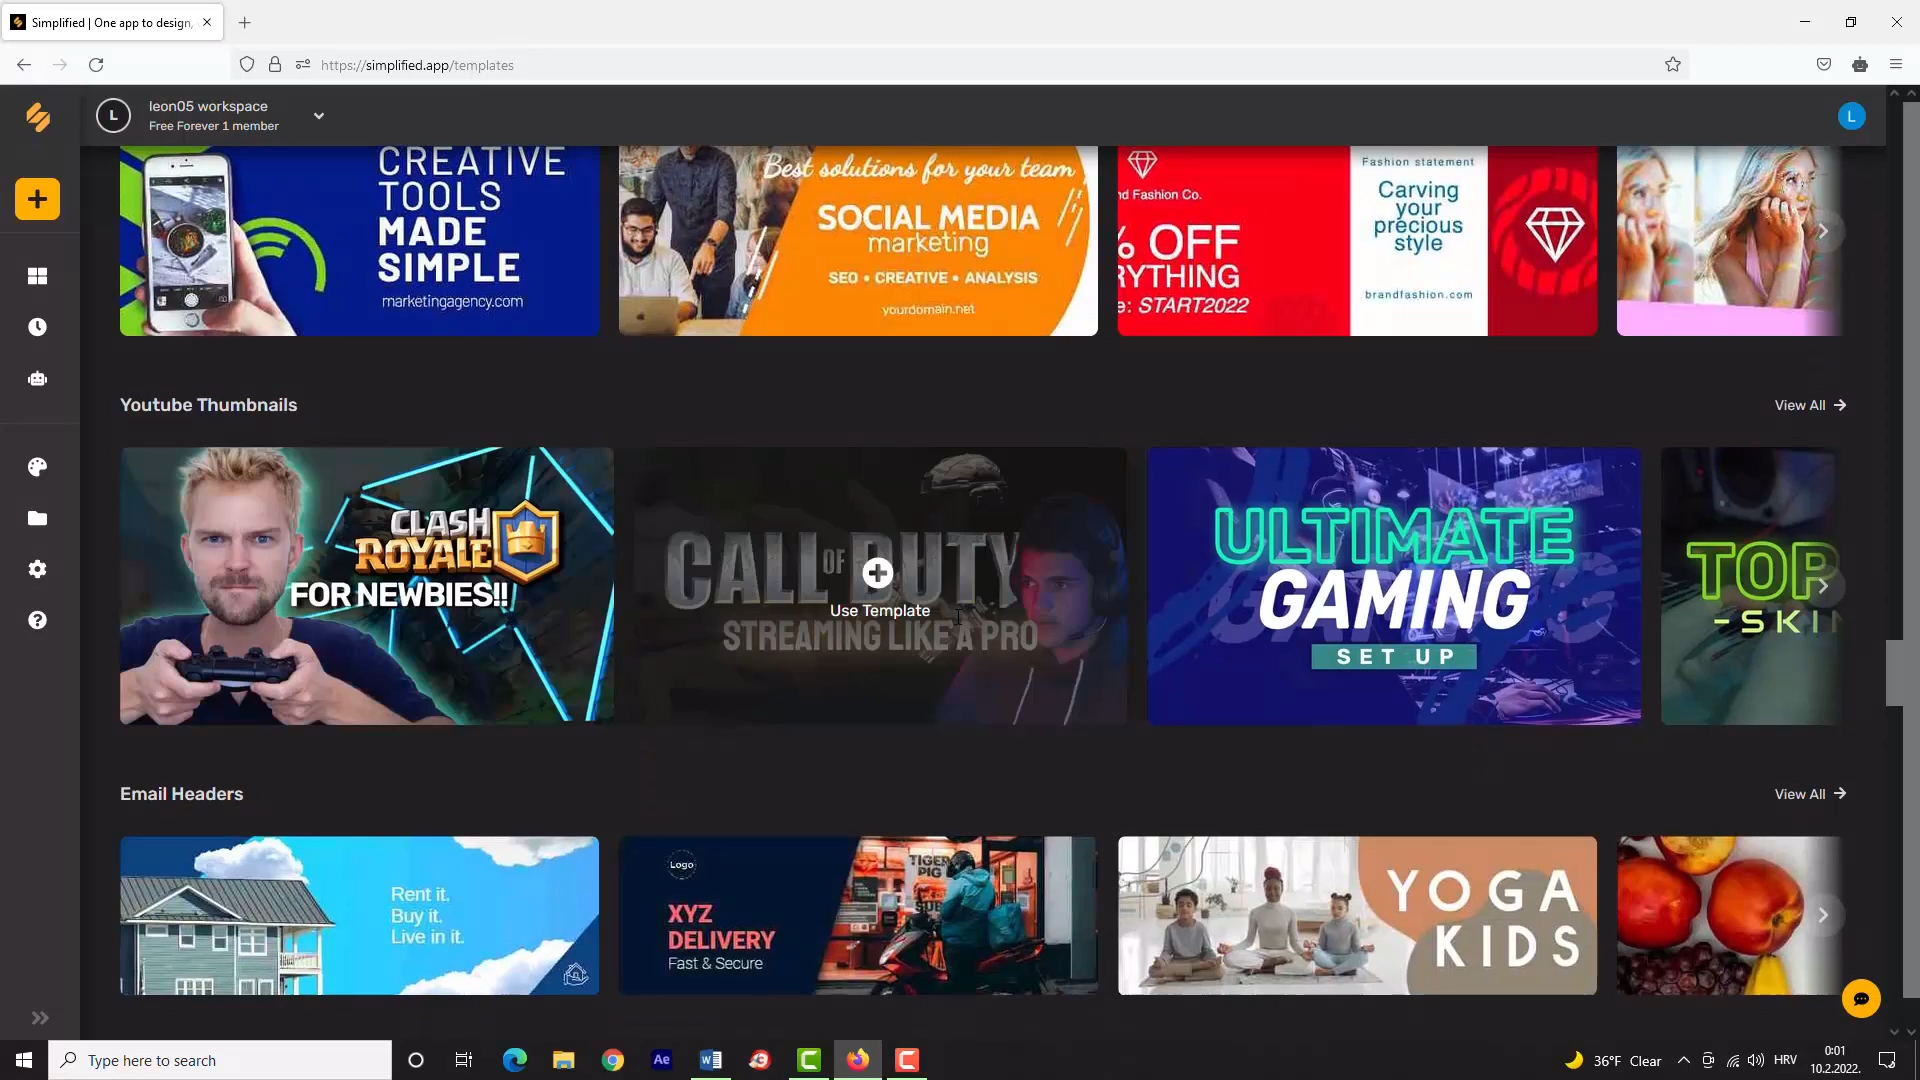 Simplified | One app to design,
https://simplified.app/templates
L
leon05 workspace
Free Forever 1 member
L
CREATIVE
TOOLS
MADE
SIMPLE
marketingagency.com
Best solutions for your team
SOCIAL MEDIA
marketing
SEO • CREATIVE • ANALYSIS
yourdomain.net
nd Fashion Co.
% OFF
RYTHING
e: START2022
Fashion statement
Carving
your
precious
style
brandfashion.com
Youtube Thumbnails
View All
CLASH
ROYALE
FOR NEWBIES!!
CALL OF DUTY
Use Template
STREAMING LIKE A PRO
ULTIMATE
GAMING
SET UP
TOP
-SKIN
Email Headers
View All
Rent it.
Buy it.
Live in it.
Logo
XYZ
DELIVERY
Fast & Secure
TIGER
PIG
YOGA
KIDS
Type here to search
Ae
36°F Clear
HRV
0:01
10.2.2022.